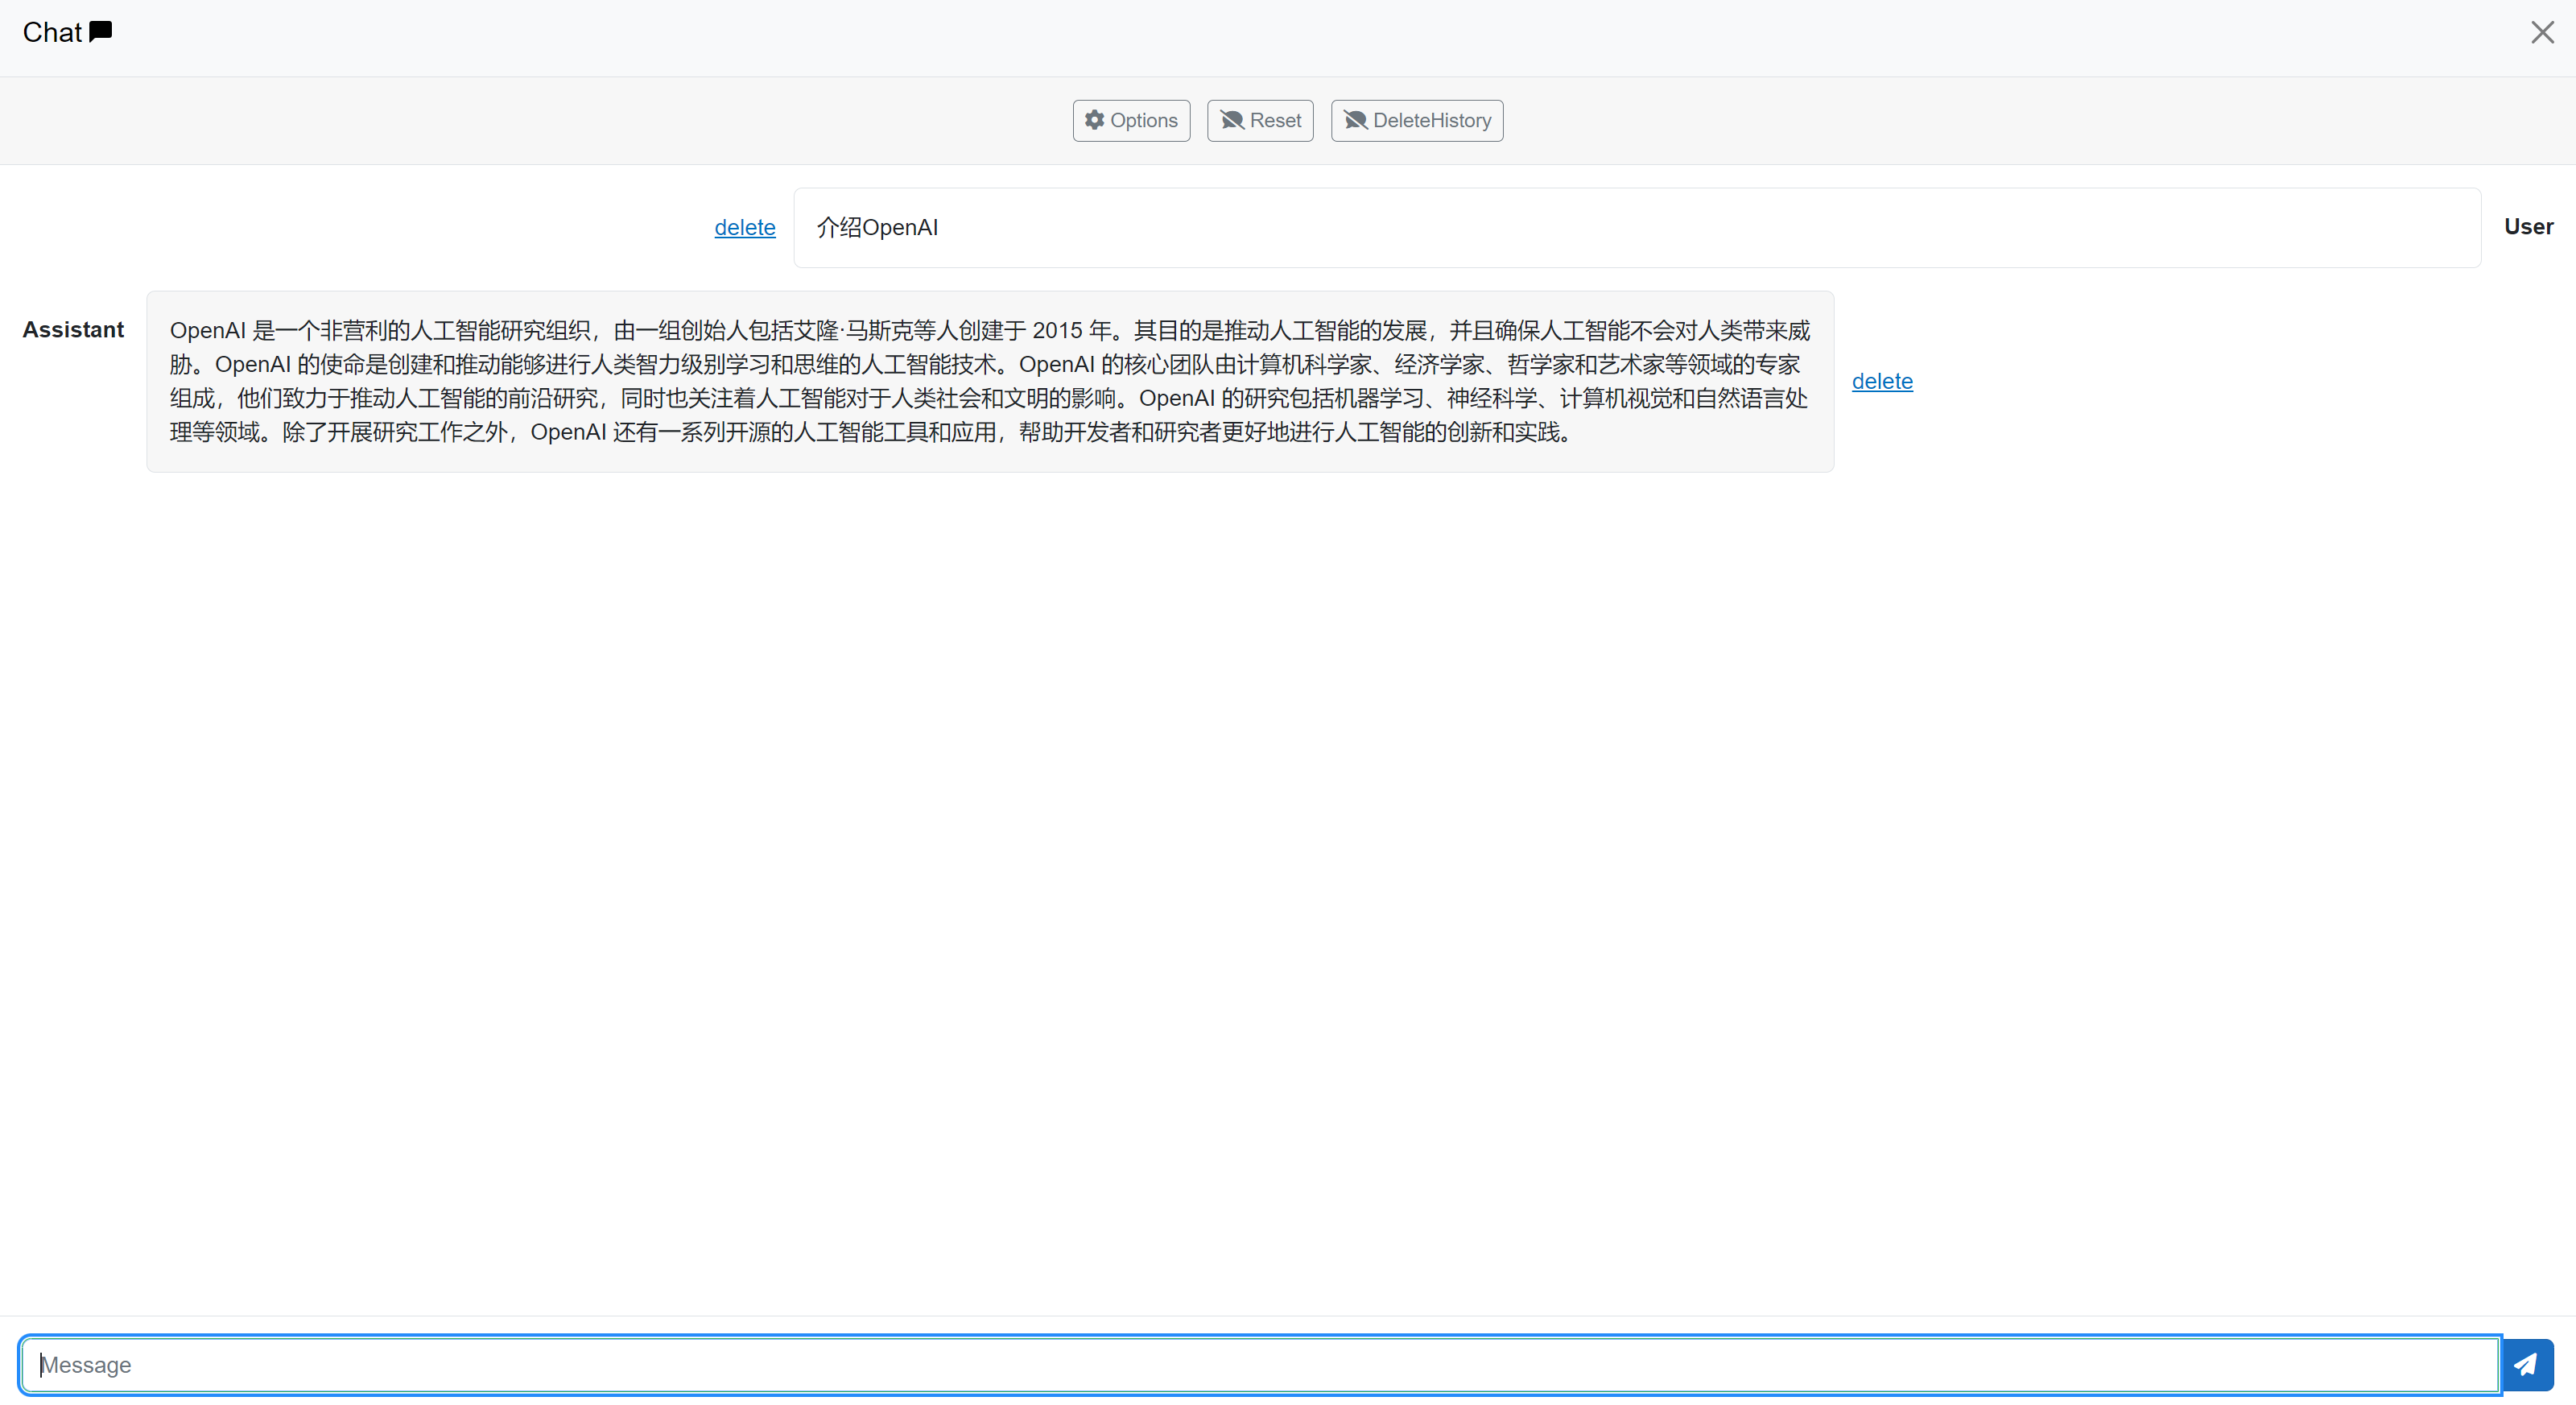 Chat
Options
Reset
DeleteHistory
delete
介绍OpenAI
User
Assistant
OpenAI 是一个非营利的人工智能研究组织，由一组创始人包括艾隆·马斯克等人创建于 2015 年。其目的是推动人工智能的发展，并且确保人工智能不会对人类带来威
胁。OpenAI 的使命是创建和推动能够进行人类智力级别学习和思维的人工智能技术。OpenAI 的核心团队由计算机科学家、经济学家、哲学家和艺术家等领域的专家
组成，他们致力于推动人工智能的前沿研究，同时也关注着人工智能对于人类社会和文明的影响。OpenAI 的研究包括机器学习、神经科学、计算机视觉和自然语言处
理等领域。除了开展研究工作之外，OpenAI 还有一系列开源的人工智能工具和应用，帮助开发者和研究者更好地进行人工智能的创新和实践。
delete
Message